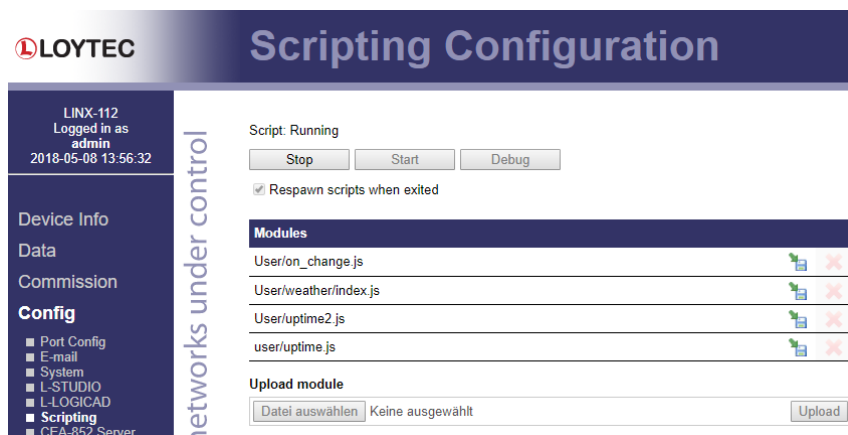 LOYTEC
Scripting Configuration
LINX-112
Logged in as
admin
2018-05-08 13:56:32
Device Info
Data
Commission
Config
Port Config
E-mail
System
L-STUDIO
L-LOGICAD
Scripting
CEA-852 Server
networks under control
Script: Running
Stop Start Debug
Respawn scripts when exited
Modules
User/on_change.js
User/weather/index.js
User/uptime2.js
user/uptime.js
Upload module
Datei auswählen Keine ausgewählt Upload